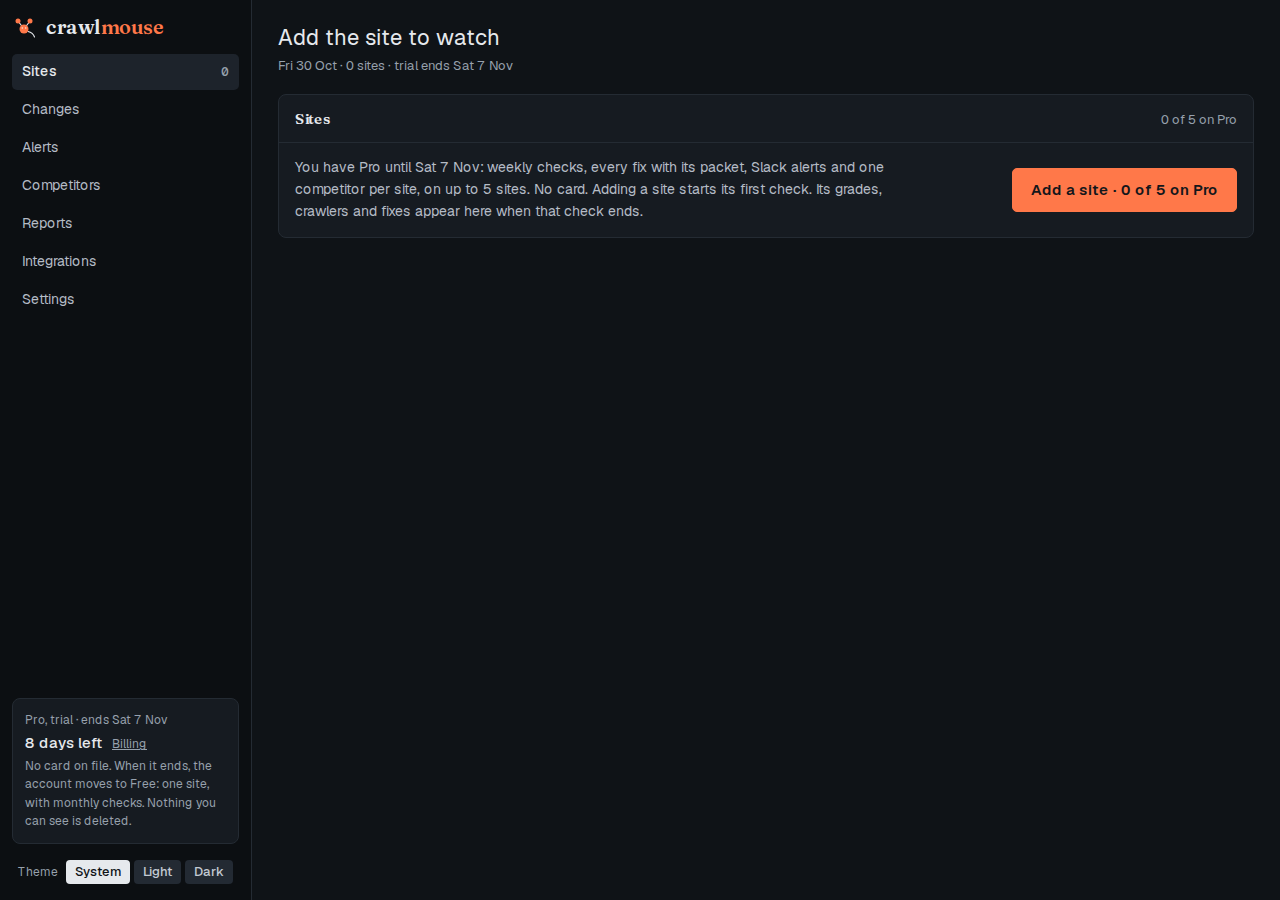 crawlmouse
Sites 0
Changes
Alerts
Competitors
Reports
Integrations
Settings
Pro, trial · ends Sat 7 Nov
8 days left Billing
No card on file. When it ends, the
account moves to Free: one site,
with monthly checks. Nothing you
can see is deleted.
Theme System Light Dark
Add the site to watch
Fri 30 Oct · 0 sites · trial ends Sat 7 Nov
Sites 0 of 5 on Pro
You have Pro until Sat 7 Nov: weekly checks, every fix with its packet, Slack alerts and one
competitor per site, on up to 5 sites. No card. Adding a site starts its first check. Its grades,
crawlers and fixes appear here when that check ends.
Add a site · 0 of 5 on Pro